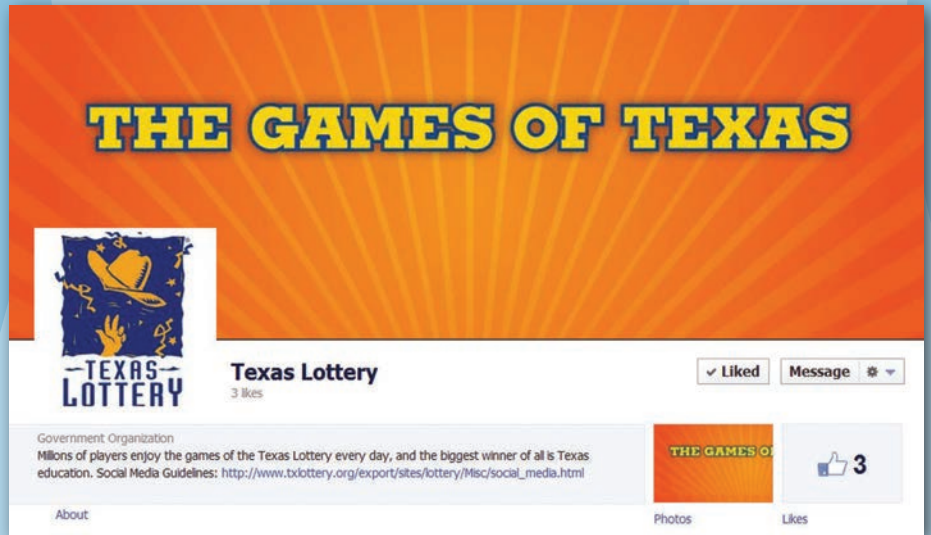 THE GAMES OF TEXAS
TEXAS
LOTTERY
Texas Lottery
3 likes
Liked
Message
Government Organization
Millions of players enjoy the games of the Texas Lottery every day, and the biggest winner of all is Texas
education. Social Media Guidelines: http://www.txlottery.org/export/sites/lottery/Misc/social_media.html
THE GAMES O
3
About
Photos
Likes